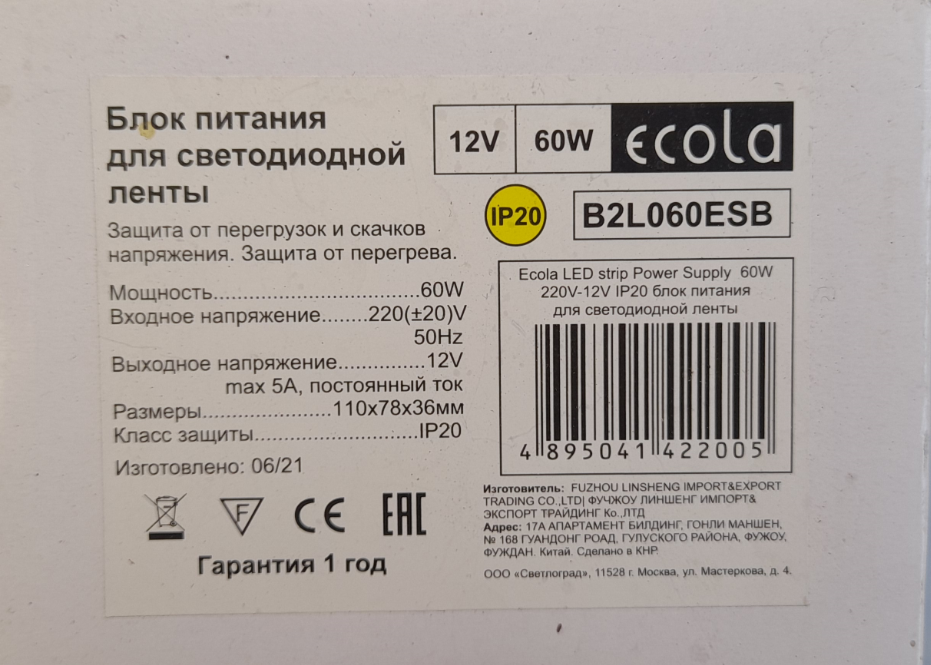 Блок питания
для светодиодной
ленты
12V
60W
ecola
IP20
B2L060ESB
Защита от перегрузок и скачков
напряжения. Защита от перегрева.
Мощность..................................60W
Входное напряжение........220(±20)V
50Hz
Выходное напряжение...............12V
max 5A, постоянный ток
Размеры......................110x78x36мм
Класс защиты...........................IP20
Изготовлено: 06/21
F
CE
EAC
Гарантия 1 год
Ecola LED strip Power Supply 60W
220V-12V IP20 блок питания
для светодиодной ленты
4 895041 422005
Изготовитель: FUZHOU LINSHENG IMPORT&EXPORT
TRADING CO.,LTD| ФУЧЖОУ ЛИНШЕНГ ИМПОРТ&
ЭКСПОРТ ТРАЙДИНГ Ко.,ЛТД
Адрес: 17А АПАРТАМЕНТ БИЛДИНГ, ГОНЛИ МАНШЕН,
№ 168 ГУАНДОНГ РОАД, ГУЛУСКОГО РАЙОНА, ФУЖОУ,
ФУЖДАН. Китай. Сделано в КНР.
ООО «Светлоград», 11528 г. Москва, ул. Мастеркова, д. 4.